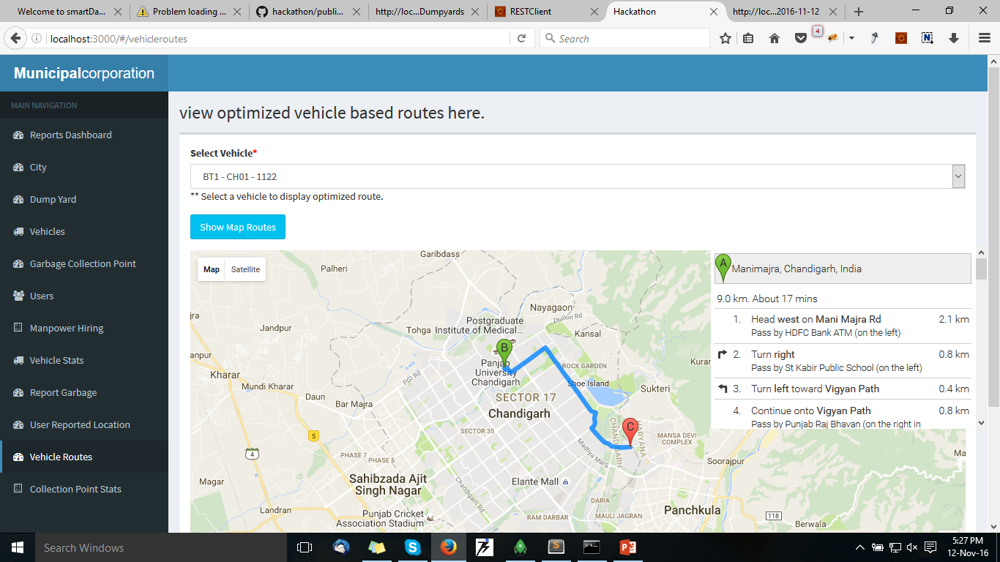 Welcome to smartDa...
Problem loading ...
hackathon/publi...
http://loc...Dumpyards
RESTClient
Hackathon
http://loc...2016-11-12
localhost:3000/#/vehicleroutes
Search
4
Municipalcorporation
MAIN NAVIGATION
Reports Dashboard
City
Dump Yard
Vehicles
Garbage Collection Point
Users
Manpower Hiring
Vehicle Stats
Report Garbage
User Reported Location
Vehicle Routes
Collection Point Stats
view optimized vehicle based routes here.
Select Vehicle*
BT1 - CH01 - 1122
** Select a vehicle to display optimized route.
Show Map Routes
Map
Satellite
Garibdass
Palheri
Nayagaon
Dhillon Rd
Postgraduate
Institute of Medical...
Tholga
Kansal
B
anpur
Kharar
PGI Rd
Panjab
University
Chandigarh
ROCK GARDEN
Kurar
Mundi Kharar
Shoe Island
Sukteri
Daun
Bar Majra
SECTOR 17
Chandigarh
SECTOR 35
C
CHANDIGARH
HARYANA
MANSA DEVI
COMPLEX
5
4
PHASE 7
PHASE 5
Madhya Marg
Soorajpur
Ma
Magar
Sahibzada Ajit
Singh Nagar
Elante Mall
Chandigarh Rd
DARIA
Panchkula
Landran
Punjab Cricket
Association Stadium
RAM DARBAR
MAULI JAGRAN
118
Berwala
A
Manimajra, Chandigarh, India
9.0 km. About 17 mins
1. Head west on Mani Majra Rd 2.1 km
Pass by HDFC Bank ATM (on the left)
2. Turn right 0.8 km
Pass by St Kabir Public School (on the left)
3. Turn left toward Vigyan Path 0.4 km
4. Continue onto Vigyan Path 0.8 km
Pass by Punjab Raj Bhavan (on the right in
Search Windows
5:27 PM
12-Nov-16